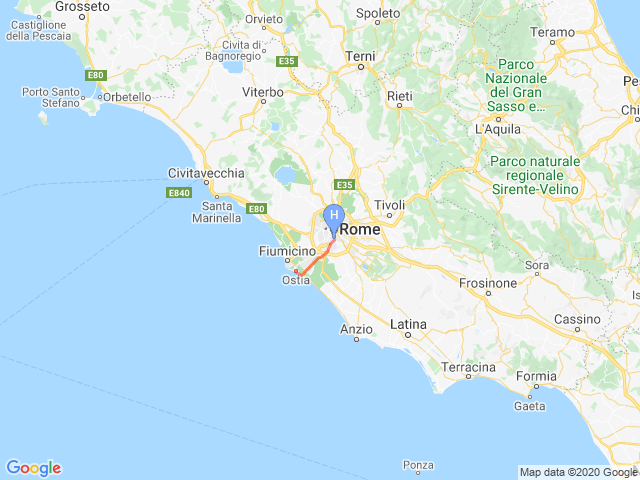 Grosseto
Castiglione
della Pescaia
Orvieto
Spoleto
Teramo
Civita di
Bagnoregio
E35
Terni
E80
Parco
Nazionale
del Gran
Sasso e...
Pe
Porto Santo
Stefano
Orbetello
Viterbo
Rieti
Chi
L'Aquila
Parco naturale
regionale
Sirente-Velino
Civitavecchia
E840
E35
Santa
Marinella
E80
Tivoli
H
Rome
Fiumicino
Ostia
Sora
Is
Frosinone
Cassino
Anzio
Latina
Terracina
Formia
Gaeta
Ponza
Google
Map data ©2020 Google